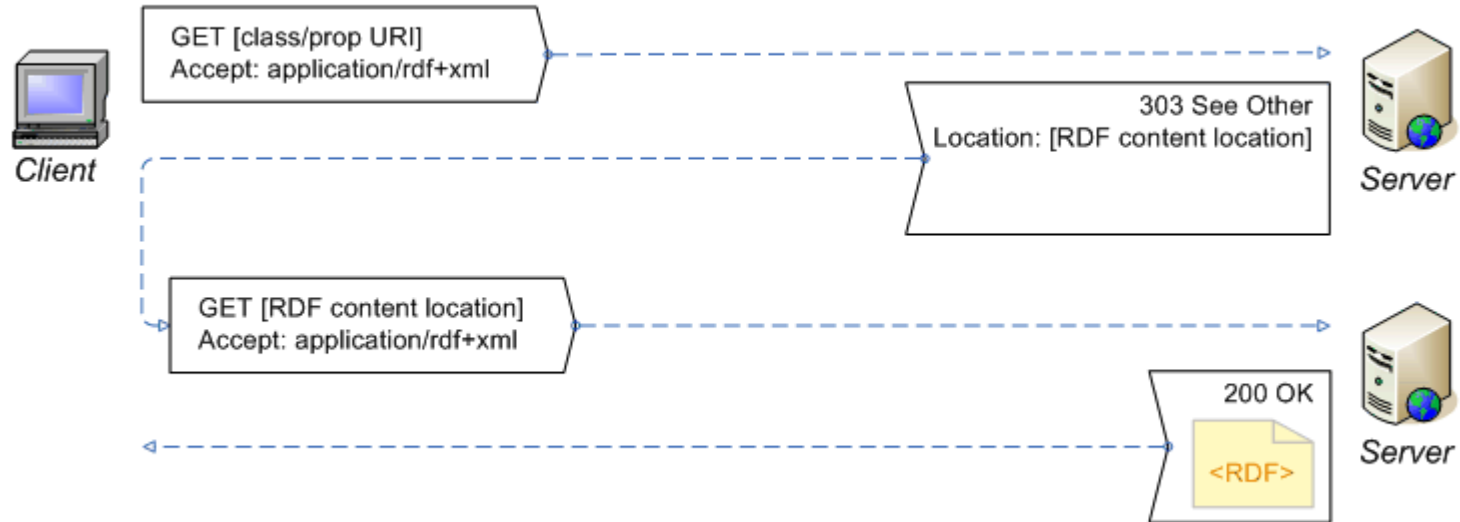 GET [class/prop URI]
Accept: application/rdf+xml
Client
303 See Other
Location: [RDF content location]
Server
GET [RDF content location]
Accept: application/rdf+xml
200 OK
<RDF>
Server